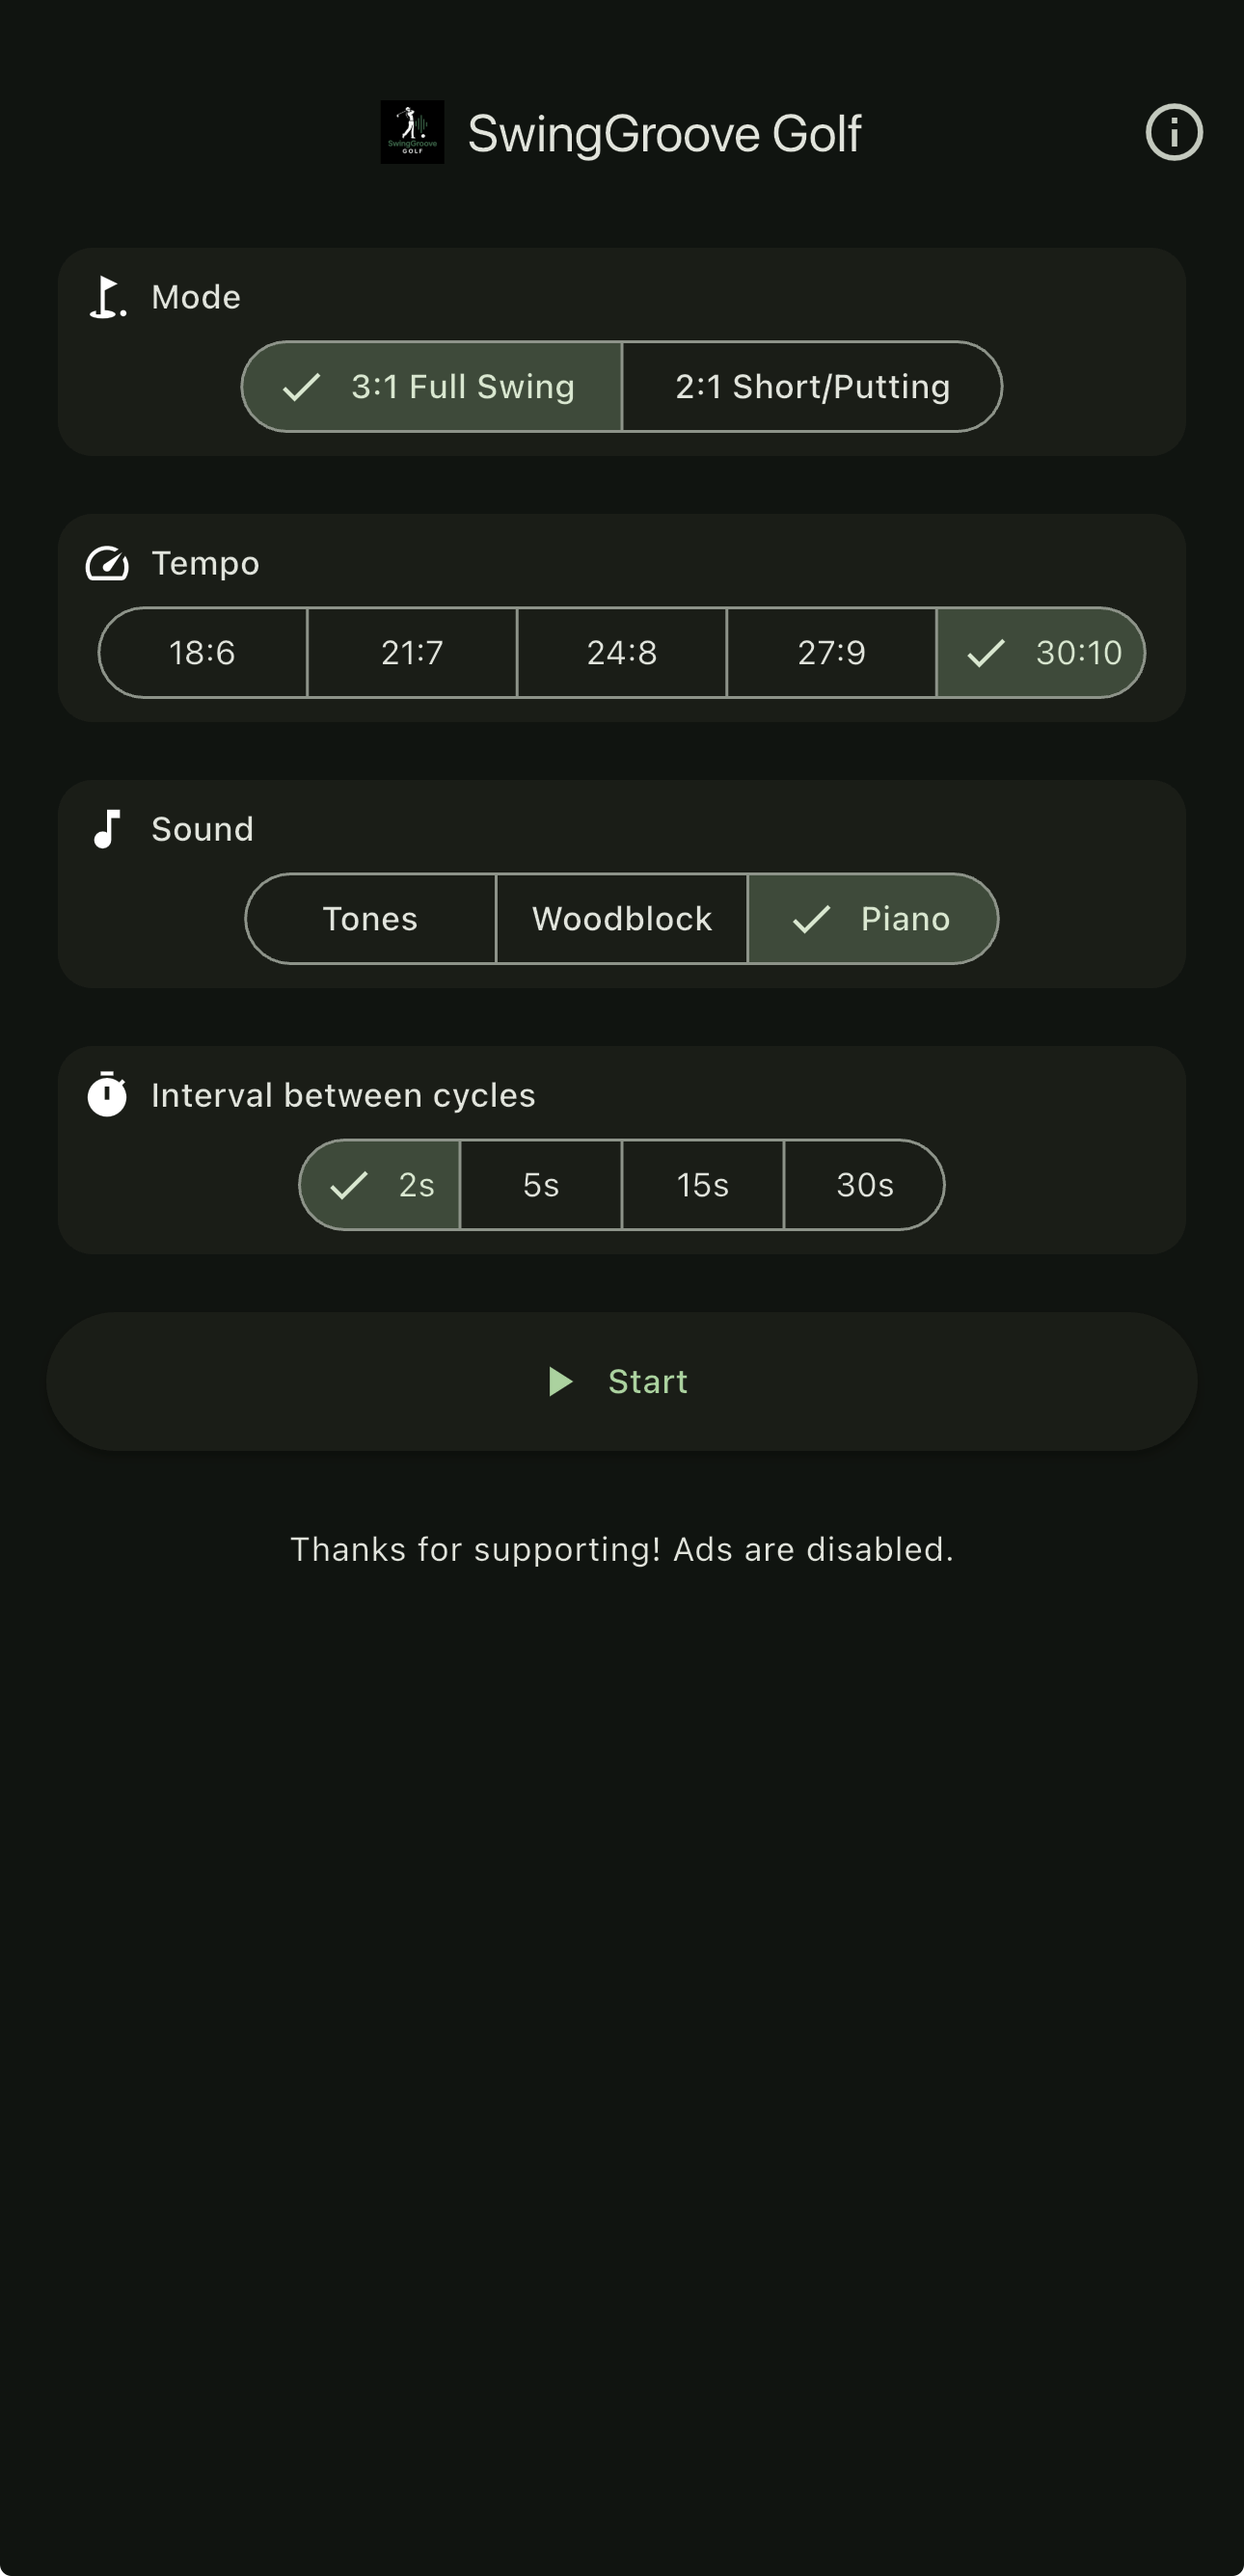 SwingGroove
GOLF
SwingGroove Golf
Mode
3:1 Full Swing
2:1 Short/Putting
Tempo
18:6
21:7
24:8
27:9
30:10
Sound
Tones
Woodblock
Piano
Interval between cycles
2s
5s
15s
30s
Start
Thanks for supporting! Ads are disabled.